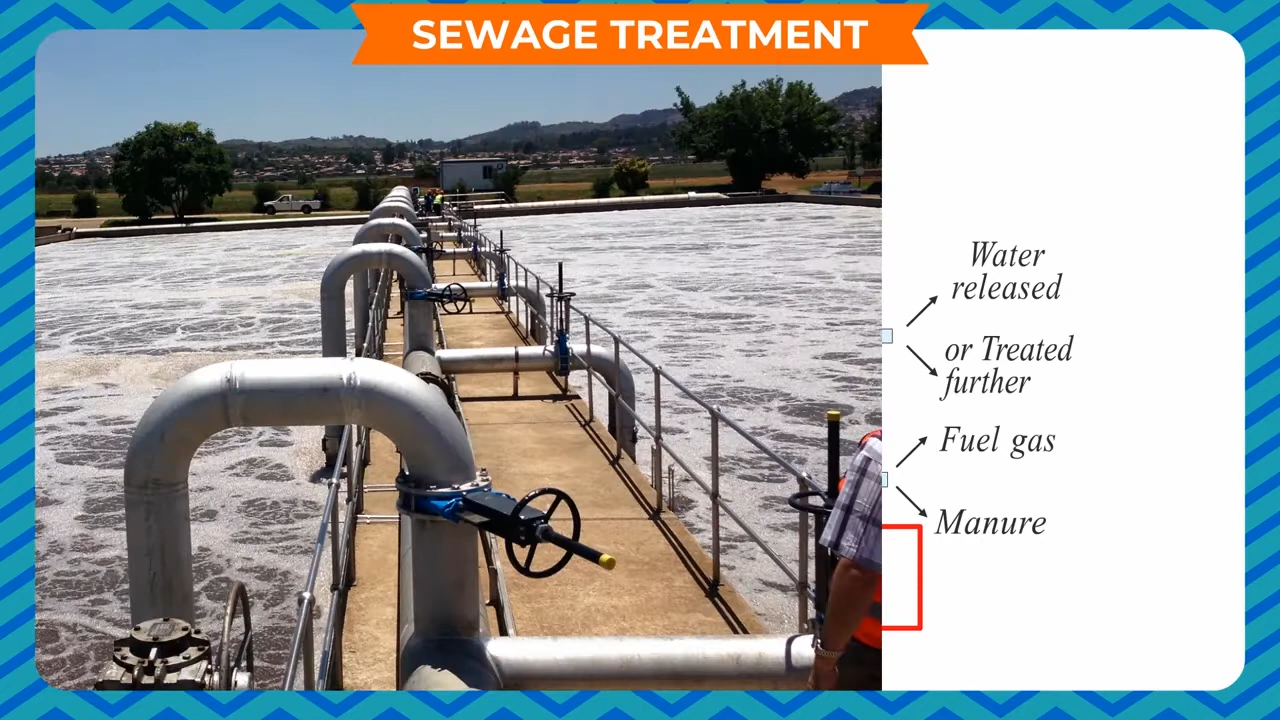 SEWAGE TREATMENT
Water
released
or Treated
further
Fuel gas
Manure